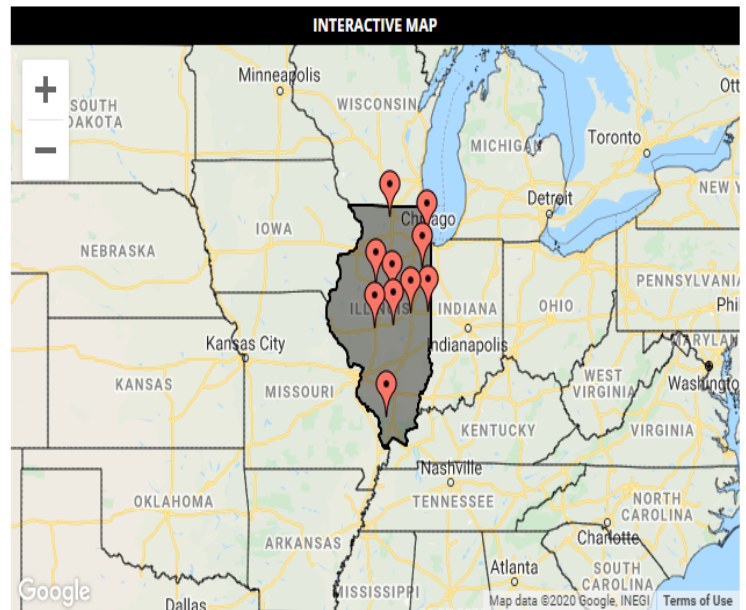 INTERACTIVE MAP
+
Minneapolis
SOUTH
DAKOTA
WISCONSIN
Ott
MICHIGAN
Toronto
Detroit
NEW Y
Chicago
IOWA
NEBRASKA
PENNSYLVANIA
Phil
ILLINOIS
INDIANA
OHIO
MARYLAN
Kansas City
Indianapolis
Washington
KANSAS
MISSOURI
WEST
VIRGINIA
KENTUCKY
VIRGINIA
Nashville
OKLAHOMA
TENNESSEE
NORTH
CAROLINA
Charlotte
ARKANSAS
Atlanta
SOUTH
CAROLINA
MISSISSIPPI
Google
Dallas
Map data ©2020 Google, INEGI
Terms of Use